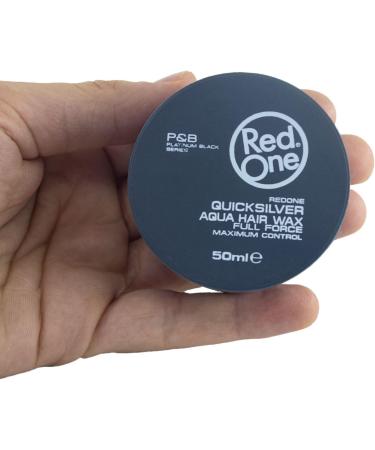 P&B
PLATINUM BLACK
SERIES
Red
One
REDONE
QUICKSILVER
AQUA HAIR WAX
FULL FORCE
MAXIMUM CONTROL
50ml ℮